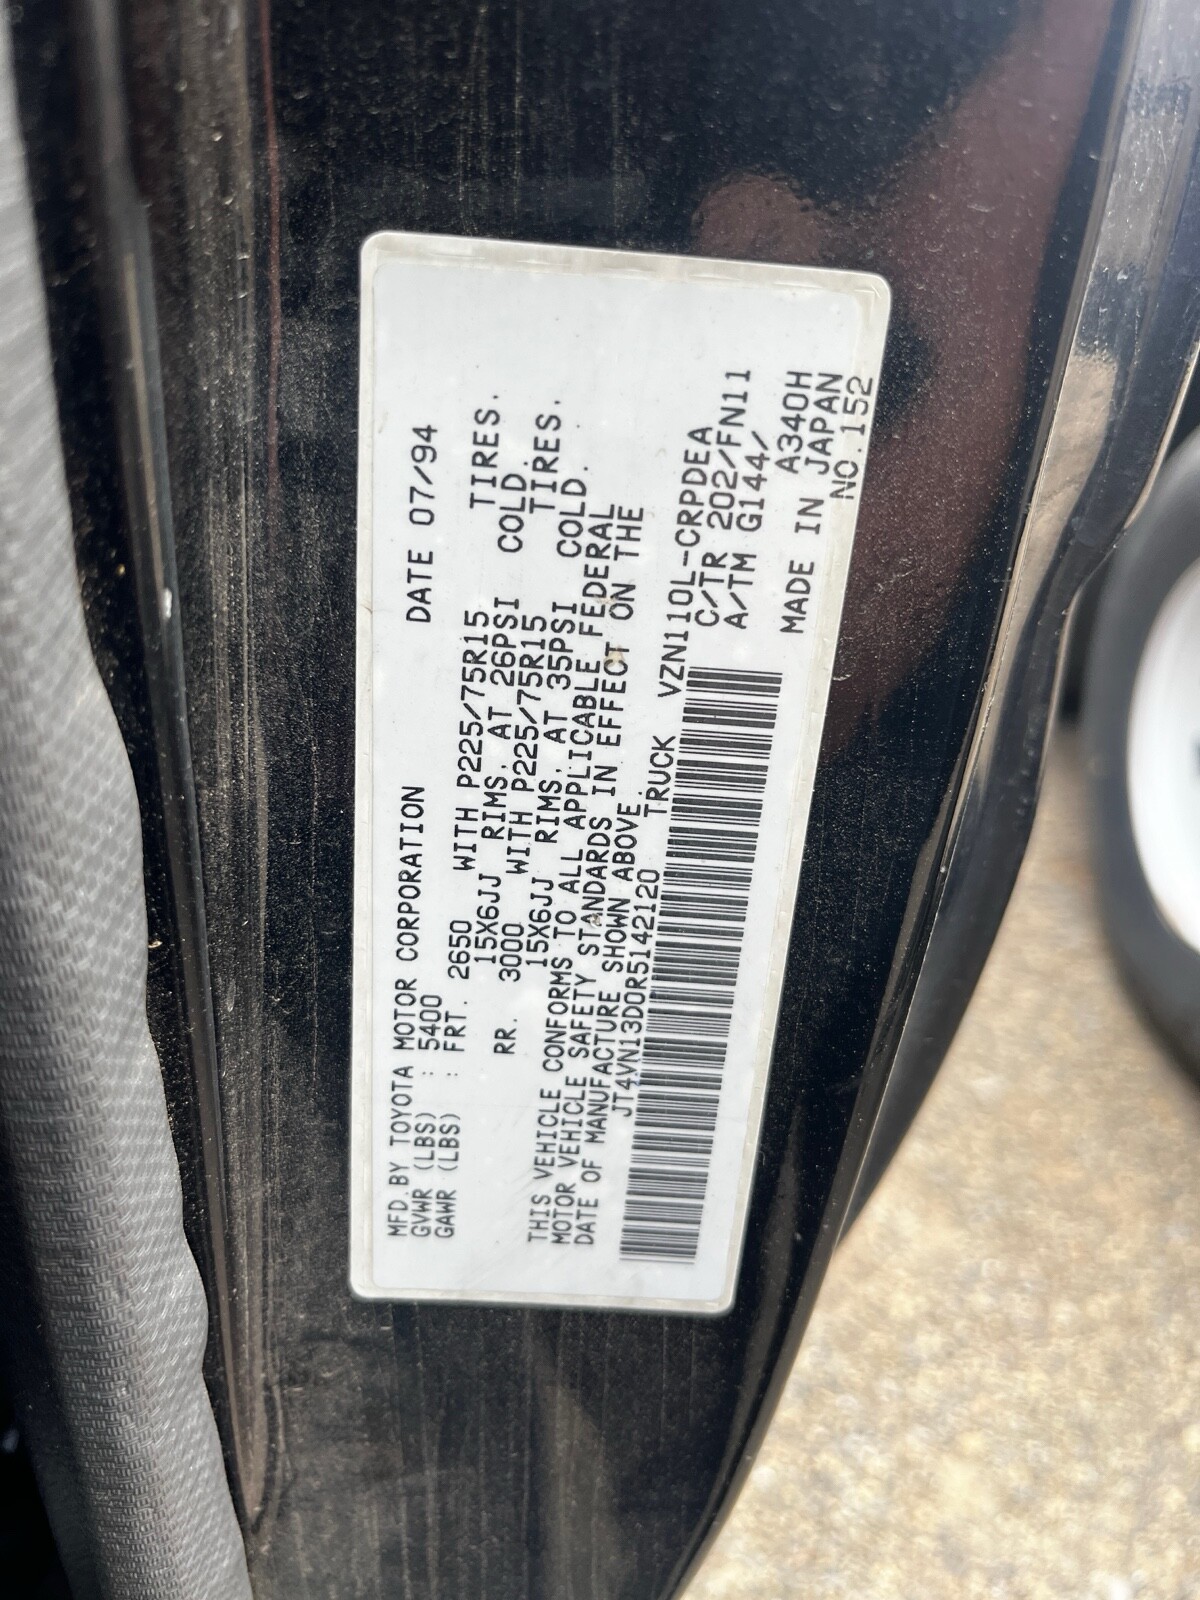 MFD. BY TOYOTA MOTOR CORPORATION DATE 07/94
GVWR (LBS) : 5400
GAWR (LBS) : FRT. 2650 WITH P225/75R15 TIRES.
15X6JJ RIMS. AT 26PSI COLD.
RR. 3000 WITH P225/75R15 TIRES.
15X6JJ RIMS. AT 35PSI COLD.
THIS VEHICLE CONFORMS TO ALL APPLICABLE FEDERAL
MOTOR VEHICLE SAFETY STANDARDS IN EFFECT ON THE
DATE OF MANUFACTURE SHOWN ABOVE.
JT4VN13D0R5142120 TRUCK VZN110L-CRPDEA
C/TR 202/FN11
A/TM G144/
A340H
MADE IN JAPAN
NO.152